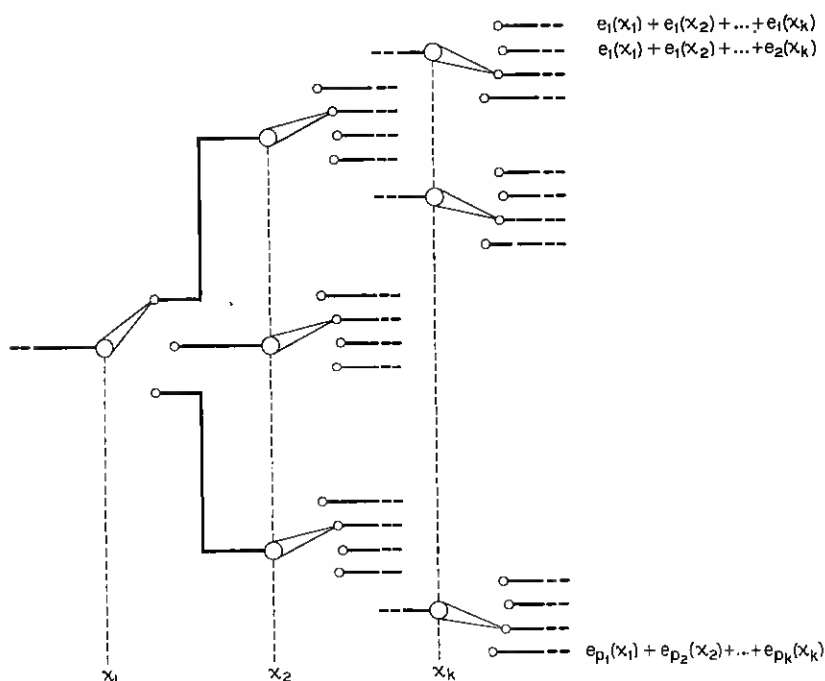 e₁(x₁) + e₁(x₂) + ... + e₁(xₖ)
e₁(x₁) + e₁(x₂) + ... + e₂(xₖ)
eₚ₁(x₁) + eₚ₂(x₂) + ... + eₚₖ(xₖ)
x₁ x₂ xₖ